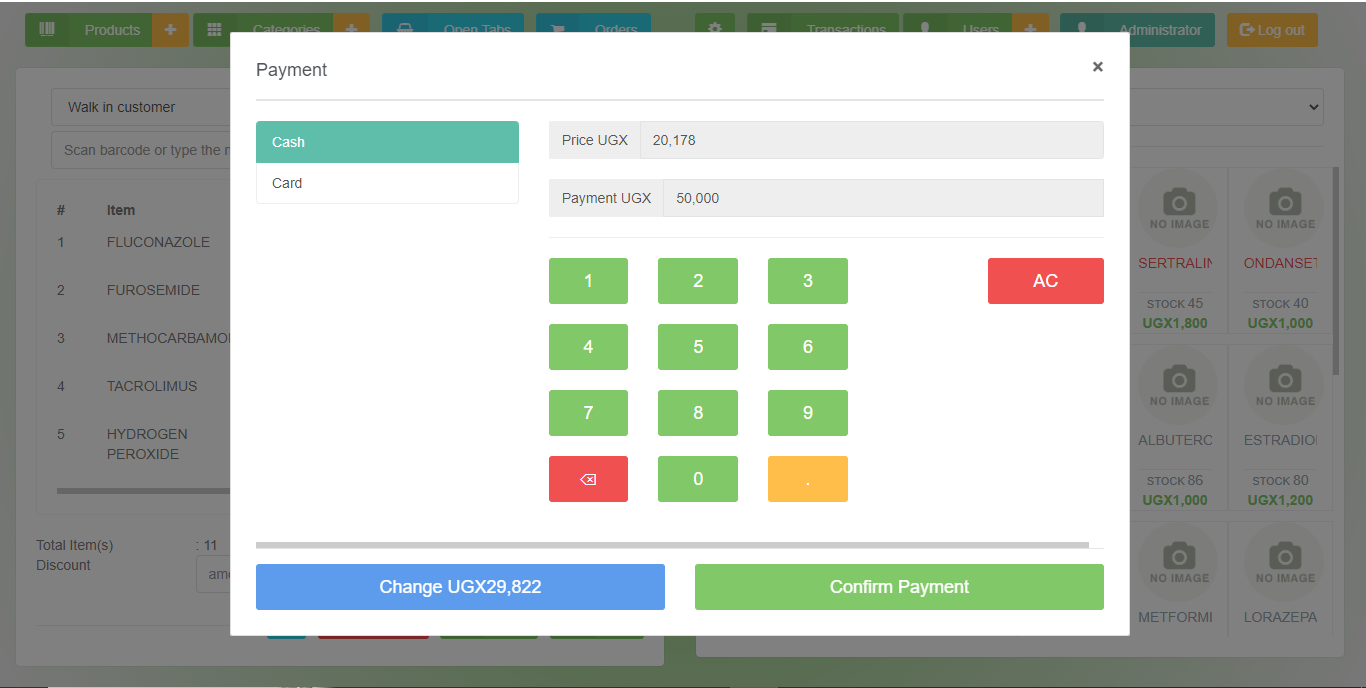 Products
Categories
Open Tabs
Orders
Transactions
Users
Administrator
Log out
Payment
×
Walk in customer
Scan barcode or type the
#
Item
1
FLUCONAZOLE
2
FUROSEMIDE
3
METHOCARBAMO
4
TACROLIMUS
5
HYDROGEN
PEROXIDE
Total Item(s) : 11
Discount
Cash
Card
Price UGX 20,178
Payment UGX 50,000
1 2 3 AC
4 5 6
7 8 9
0 .
Change UGX29,822
Confirm Payment
NO IMAGE NO IMAGE
SERTRALIN ONDANSET
STOCK 45 STOCK 40
UGX1,800 UGX1,000
NO IMAGE NO IMAGE
ALBUTERO ESTRADIO
STOCK 86 STOCK 80
UGX1,000 UGX1,200
NO IMAGE NO IMAGE
METFORMI LORAZEPA